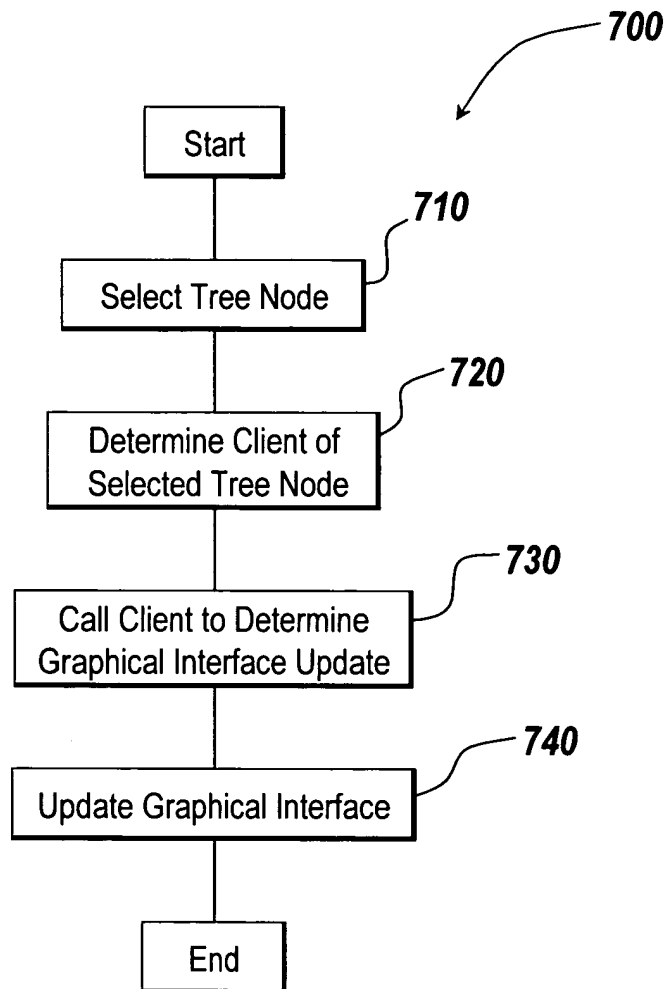 700
Start
710
Select Tree Node
720
Determine Client of
Selected Tree Node
730
Call Client to Determine
Graphical Interface Update
740
Update Graphical Interface
End